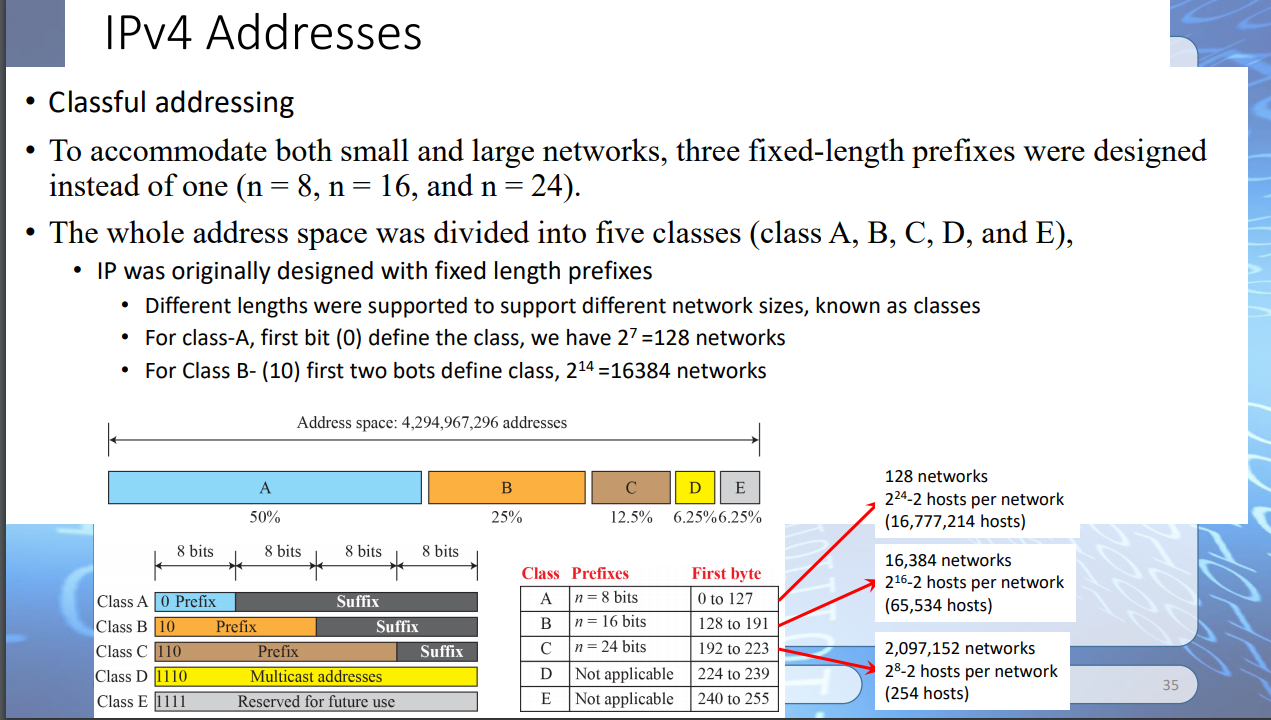 IPv4 Addresses
• Classful addressing
• To accommodate both small and large networks, three fixed-length prefixes were designed
instead of one (n = 8, n = 16, and n = 24).
• The whole address space was divided into five classes (class A, B, C, D, and E),
• IP was originally designed with fixed length prefixes
• Different lengths were supported to support different network sizes, known as classes
• For class-A, first bit (0) define the class, we have 2⁷ =128 networks
• For Class B- (10) first two bots define class, 2¹⁴ =16384 networks
Address space: 4,294,967,296 addresses
A B C D E
50% 25% 12.5% 6.25% 6.25%
128 networks
2²⁴-2 hosts per network
(16,777,214 hosts)
16,384 networks
2¹⁶-2 hosts per network
(65,534 hosts)
2,097,152 networks
2⁸-2 hosts per network
(254 hosts)
8 bits 8 bits 8 bits 8 bits
Class A 0 Prefix Suffix
Class B 10 Prefix Suffix
Class C 110 Prefix Suffix
Class D 1110 Multicast addresses
Class E 1111 Reserved for future use
Class Prefixes First byte
A n = 8 bits 0 to 127
B n = 16 bits 128 to 191
C n = 24 bits 192 to 223
D Not applicable 224 to 239
E Not applicable 240 to 255
35